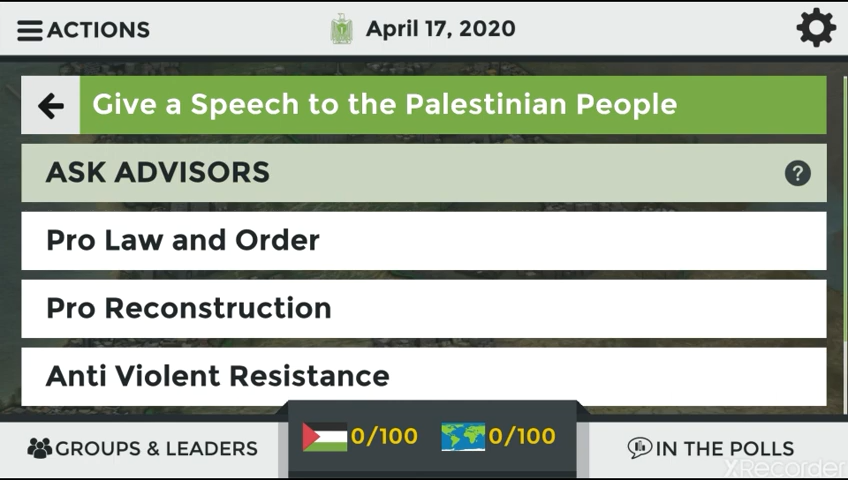 ACTIONS
April 17, 2020
Give a Speech to the Palestinian People
ASK ADVISORS
?
Pro Law and Order
Pro Reconstruction
Anti Violent Resistance
0/100
0/100
GROUPS & LEADERS
IN THE POLLS
XRecorder